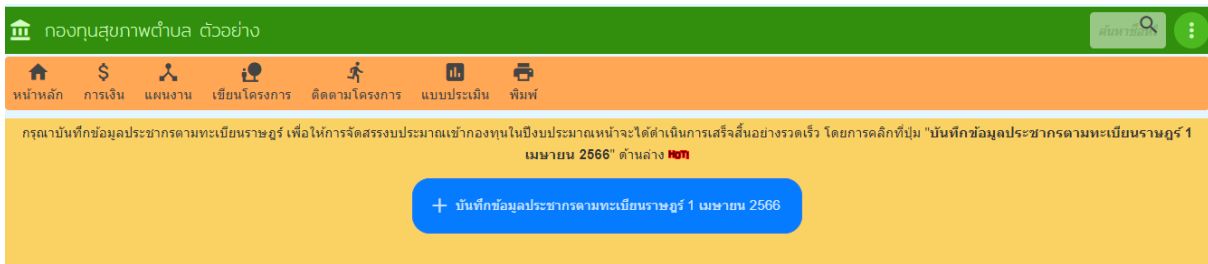 กองทุนสุขภาพตำบล ตัวอย่าง
หน้าหลัก การเงิน แผนงาน เขียนโครงการ ติดตามโครงการ แบบประเมิน พิมพ์
กรุณาบันทึกข้อมูลประชากรตามทะเบียนราษฎร์ เพื่อให้การจัดสรรงบประมาณเข้ากองทุนในปีงบประมาณหน้าจะได้ดำเนินการเสร็จสิ้นอย่างรวดเร็ว โดยการคลิกที่ปุ่ม "บันทึกข้อมูลประชากรตามทะเบียนราษฎร์ 1
เมษายน 2566" ด้านล่าง HOT!
+ บันทึกข้อมูลประชากรตามทะเบียนราษฎร์ 1 เมษายน 2566